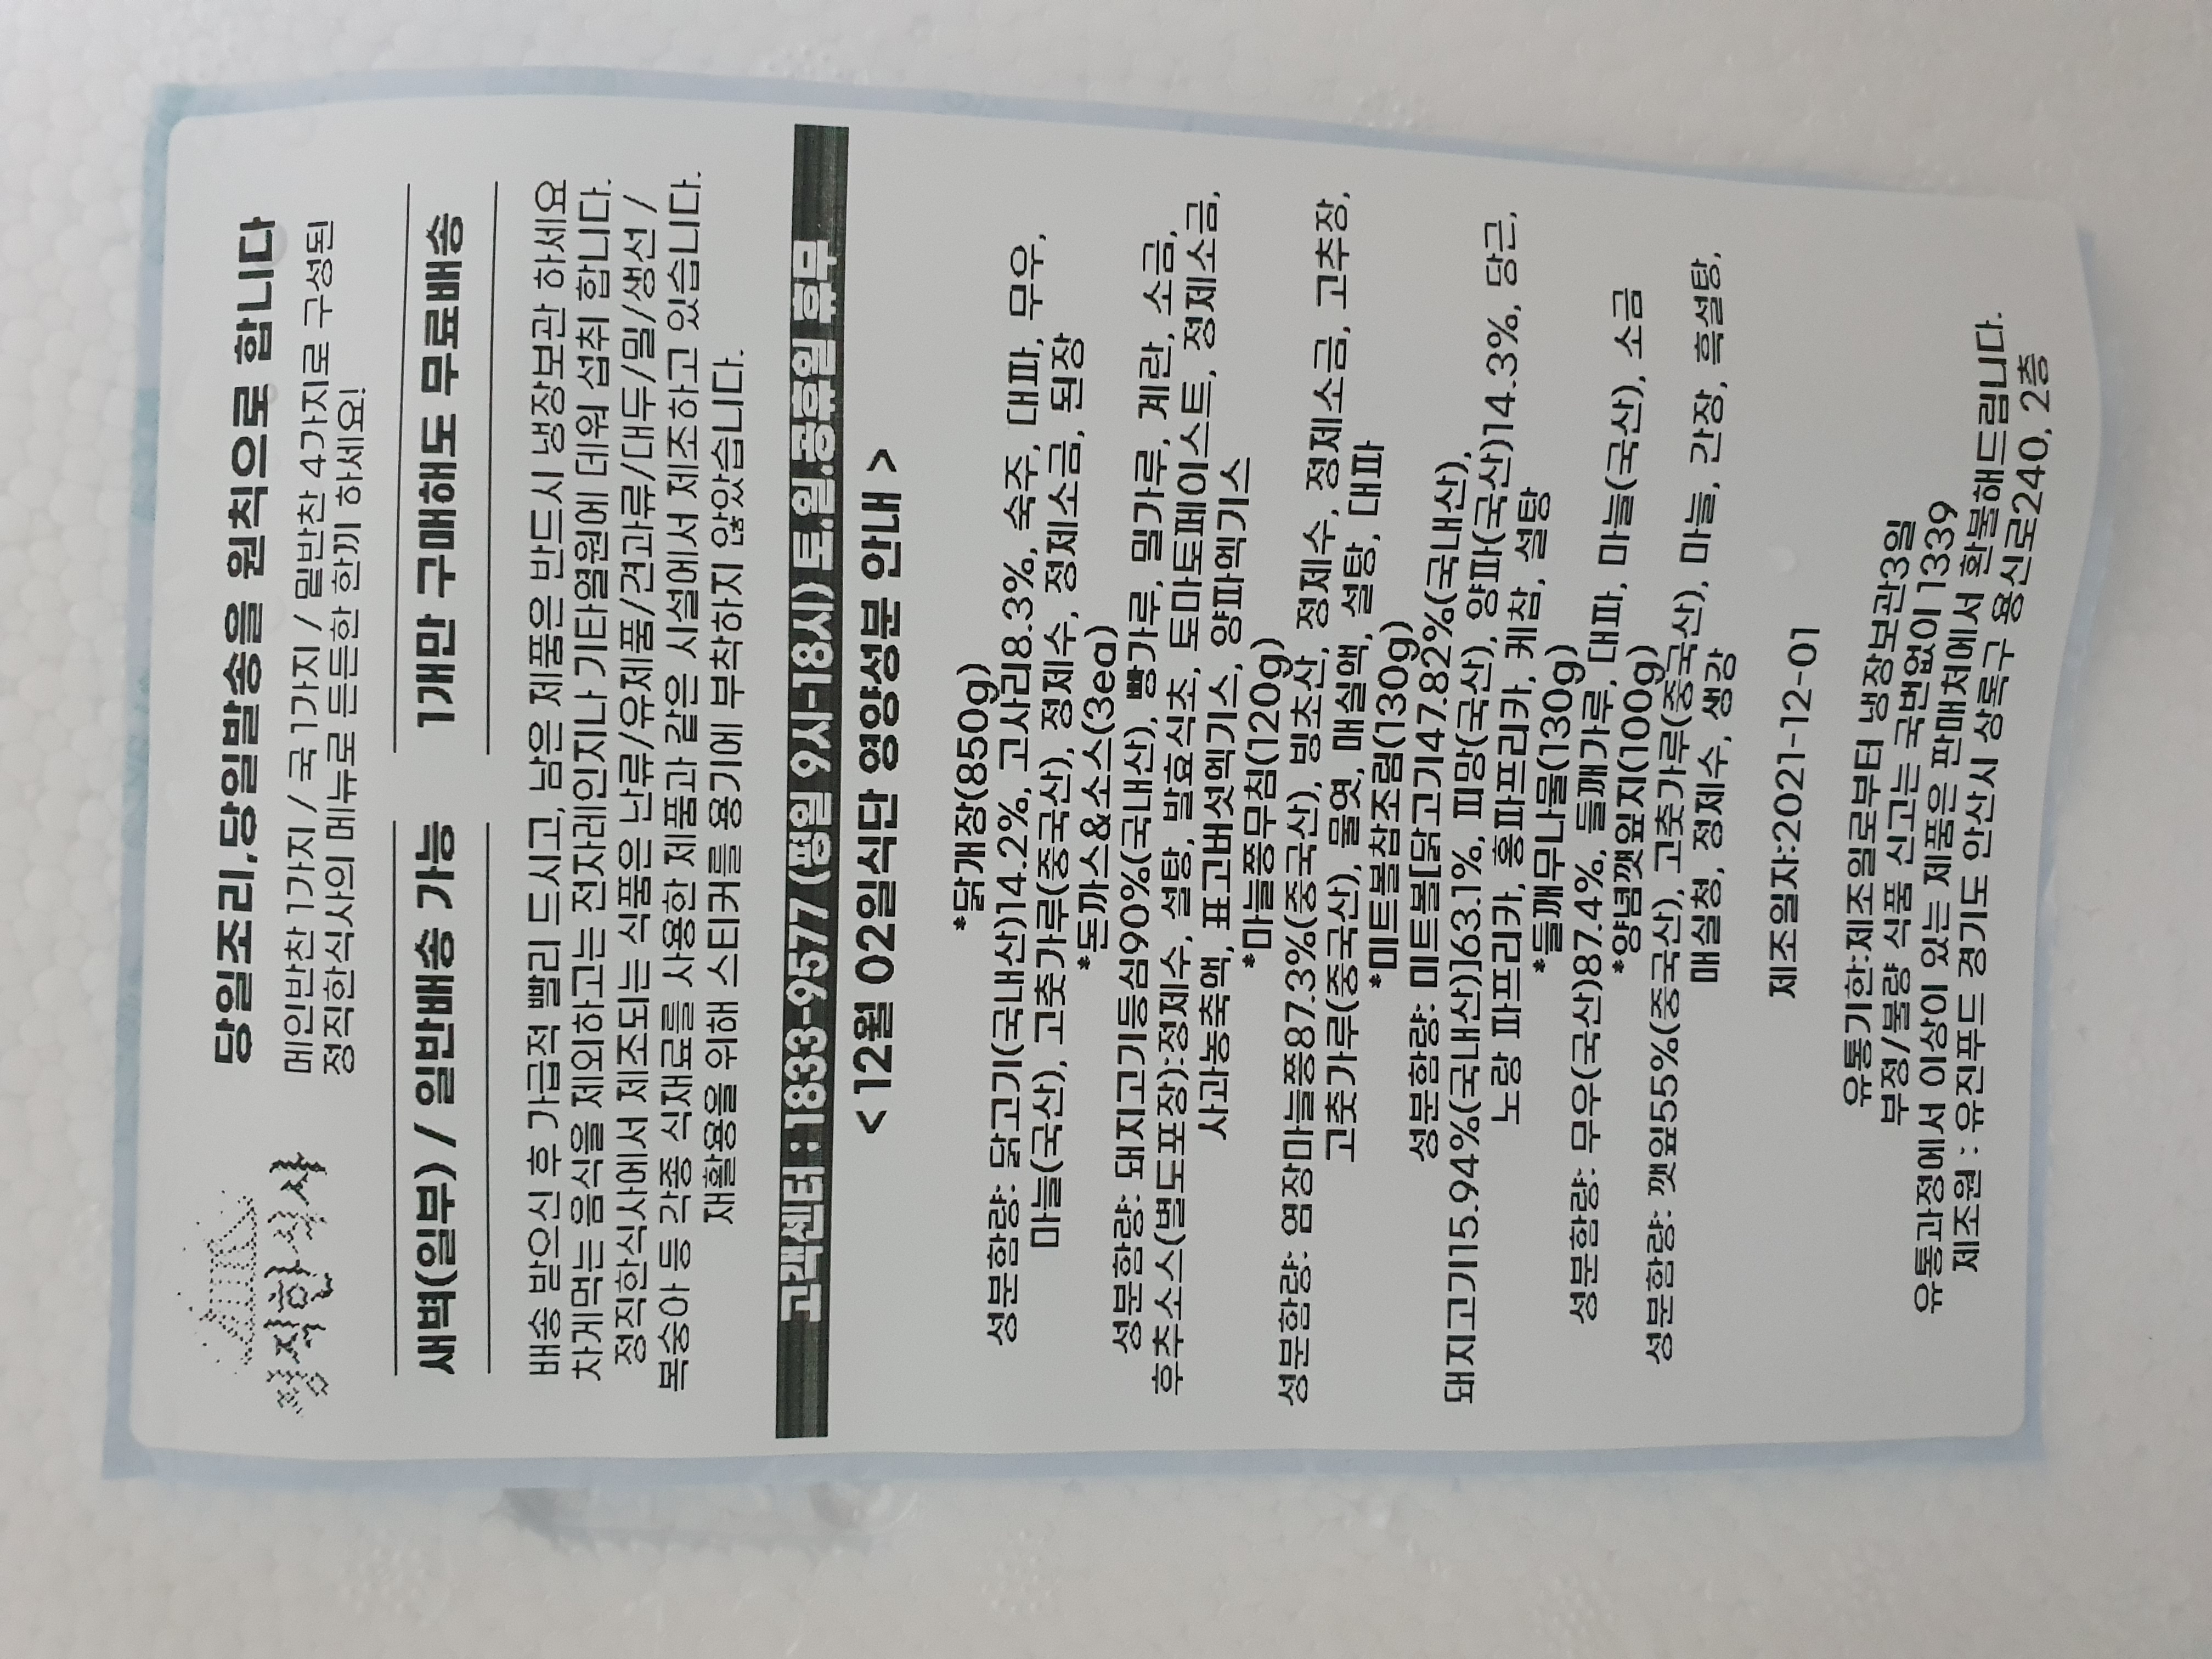 정직한식사
당일조리,당일발송을 원칙으로 합니다
메인반찬 1가지 / 국 1가지 / 밑반찬 4가지로 구성된
정직한식사의 메뉴로 든든한 한끼 하세요!
새벽(일부) / 일반배송 가능
1개만 구매해도 무료배송
배송 받으신 후 가급적 빨리 드시고, 남은 제품은 반드시 냉장보관 하세요
차게먹는 음식을 제외하고는 전자레인지나 기타열원에 데워 섭취 합니다.
정직한식사에서 제조되는 식품은 난류/유제품/견과류/대두/밀/생선 /
복숭아 등 각종 식재료를 사용한 제품과 같은 시설에서 제조하고 있습니다.
재활용을 위해 스티커를 용기에 부착하지 않았습니다.
고객센터 : 1833-9577 (평일 9시-18시) 토.일.공휴일 휴무
< 12월 02일식단 영양성분 안내 >
*닭개장(850g)
성분함량: 닭고기(국내산)14.2%, 고사리8.3%, 숙주, 대파, 무우,
마늘(국산), 고춧가루(중국산), 정제수, 정제소금, 된장
*돈까스&소스(3ea)
성분함량: 돼지고기등심90%(국내산), 빵가루, 밀가루, 계란, 소금,
후추소스(별도포장):정제수, 설탕, 발효식초, 토마토페이스트, 정제소금,
사과농축액, 표고버섯엑기스, 양파엑기스
*마늘쫑무침(120g)
성분함량: 염장마늘쫑87.3%(중국산), 빙초산, 정제수, 정제소금, 고추장,
고춧가루(중국산), 물엿, 매실액, 설탕, 대파
*미트볼참조림(130g)
성분함량: 미트볼[닭고기47.82%(국내산),
돼지고기15.94%(국내산)]63.1%, 피망(국산), 양파(국산)14.3%, 당근,
노랑 파프리카, 홍파프리카, 케찹, 설탕
*들깨무나물(130g)
성분함량: 무우(국산)87.4%, 들깨가루, 대파, 마늘(국산), 소금
*양념깻잎지(100g)
성분함량: 깻잎55%(중국산), 고춧가루(중국산), 마늘, 간장, 흑설탕,
매실청, 정제수, 생강
제조일자:2021-12-01
유통기한:제조일로부터 냉장보관3일
부정/불량 식품 신고는 국번없이 1339
유통과정에서 이상이 있는 제품은 판매처에서 환불해드립니다.
제조원 : 유진푸드 경기도 안산시 상록구 용신로240, 2층